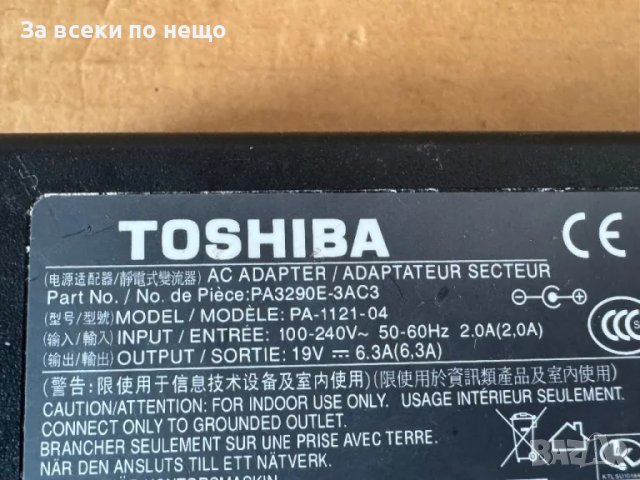 За всеки по нещо
TOSHIBA
CE
(电源适配器/靜電式變流器) AC ADAPTER / ADAPTATEUR SECTEUR
Part No. / No. de Pièce:PA3290E-3AC3
(型号/型號) MODEL / MODÈLE: PA-1121-04
(输入/輸入) INPUT / ENTRÉE: 100-240V~ 50-60Hz 2.0A(2,0A)
(输出/輸出) OUTPUT / SORTIE: 19V ⎓ 6.3A(6,3A)
(警告: 限使用于信息技术设备及室内使用) (限使用於資訊類產品及室內使用)
CAUTION/ATTENTION: FOR INDOOR USE ONLY. USAGE INTÉRIEUR SEULEMENT.
CONNECT ONLY TO GROUNDED OUTLET.
BRANCHER SEULEMENT SUR UNE PRISE AVEC TERRE.
NÄR DEN ANSLUTS TILL ETT NÄTVERK.